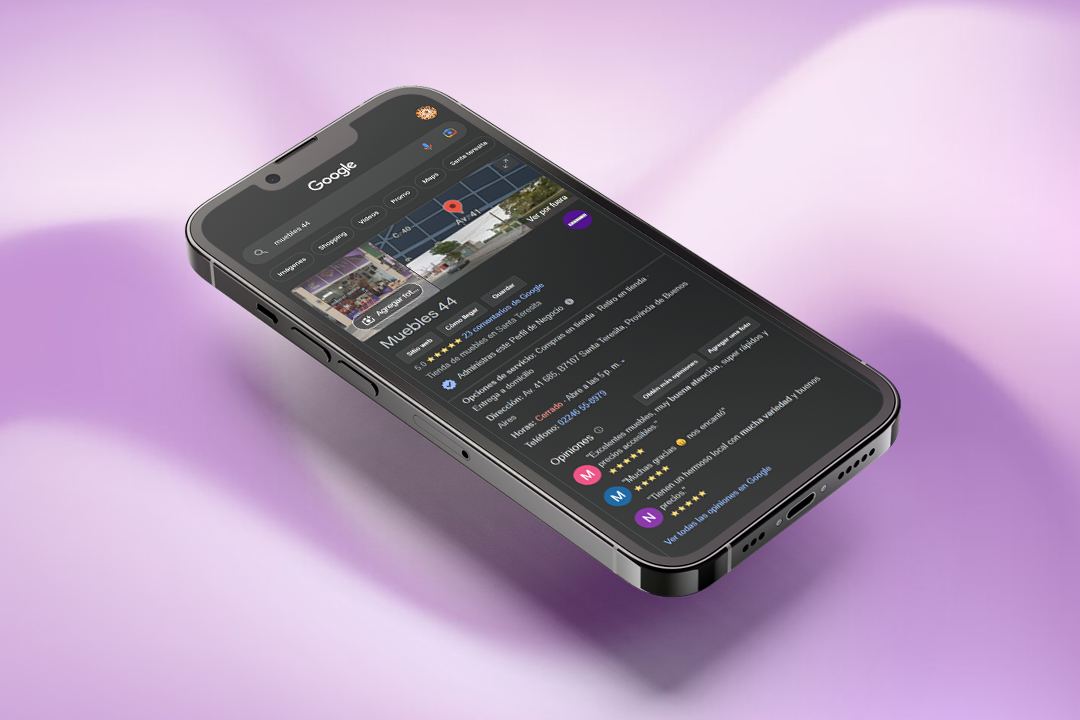 Google
muebles 44
Imágenes
Shopping
Videos
Promo
Maps
Santa teresita
C. 40
Av. 41
Agregar fot...
Ver por fuera
Muebles 44
Sitio web
Cómo llegar
Guardar
5,0 ★★★★★ 23 comentarios de Google
Tienda de muebles en Santa Teresita
Administras este Perfil de Negocio
Opciones de servicio: Compras en tienda · Retiro en tienda ·
Entrega a domicilio
Dirección: Av. 41 685, B7107 Santa Teresita, Provincia de Buenos
Aires
Horas: Cerrado · Abre a las 5 p. m.
Teléfono: 02246 55-8979
Opiniones
Obtén más opiniones
Agregar una foto
M
"Excelentes muebles, muy buena atención, super rápidos y
precios accesibles."
★★★★★
M
"Muchas gracias 😊 nos encantó"
★★★★★
N
"Tienen un hermoso local con mucha variedad y buenos
precios."
★★★★★
Ver todas las opiniones en Google